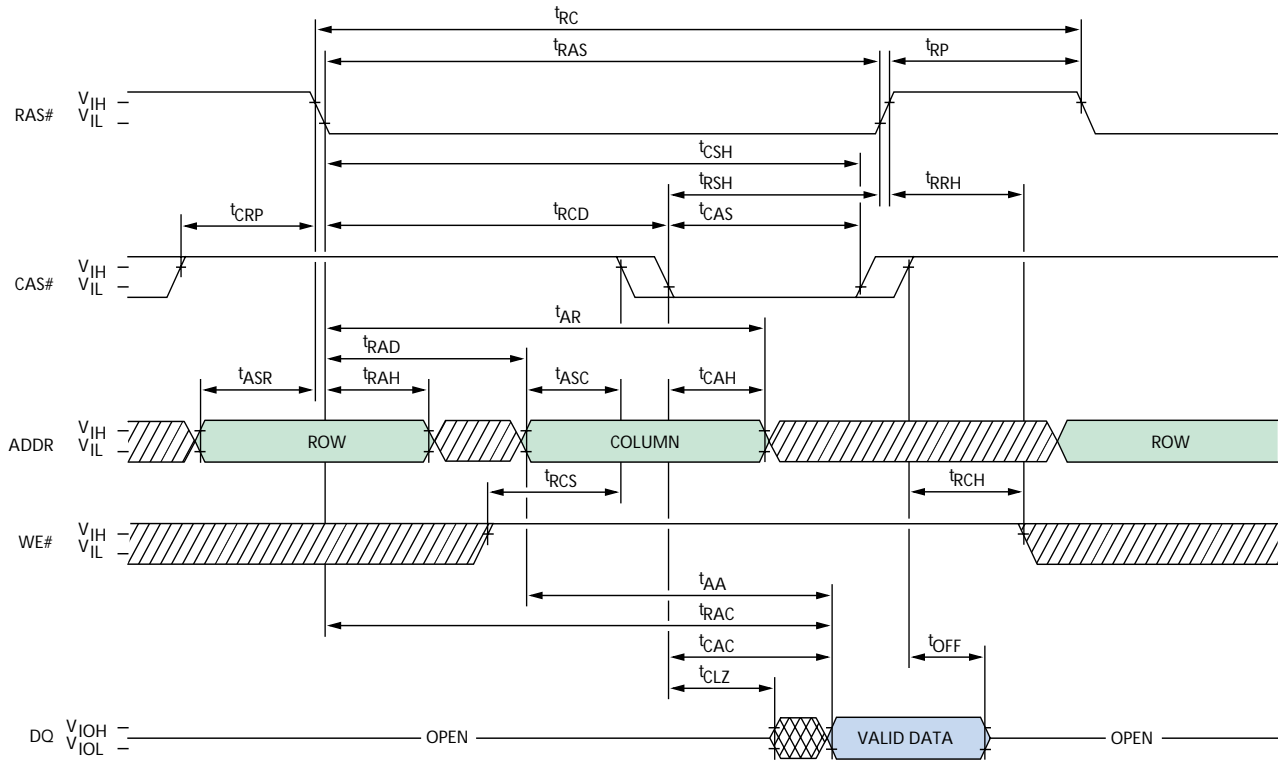 tRC
tRAS
tRP
RAS#
VIH
VIL
tCSH
tRSH
tRRH
tCRP
tRCD
tCAS
CAS#
VIH
VIL
tAR
tRAD
tASR
tRAH
tASC
tCAH
ADDR
VIH
VIL
ROW
COLUMN
ROW
tRCS
tRCH
WE#
VIH
VIL
tAA
tRAC
tCAC
tOFF
tCLZ
DQ
VIOH
VIOL
OPEN
VALID DATA
OPEN